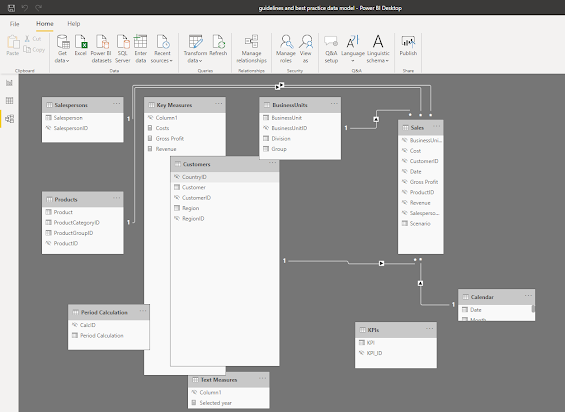 guidelines and best practice data model - Power BI Desktop
File
Home
Help
Paste
Cut
Copy
Get data
Excel
Power BI datasets
SQL Server
Enter data
Recent sources
Transform data
Refresh
Manage relationships
Manage roles
View as
Q&A setup
Language
Linguistic schema
Publish
Clipboard
Data
Queries
Relationships
Security
Q&A
Share
Salespersons
Salesperson
SalespersonID
1
Key Measures
Column1
Costs
Gross Profit
Revenue
BusinessUnits
BusinessUnit
BusinessUnitID
Division
Group
1
Sales
BusinessUni...
Cost
CustomerID
Date
Gross Profit
ProductID
Revenue
Salesperso...
Scenario
Customers
CountryID
Customer
CustomerID
Region
RegionID
1
Products
Product
ProductCategoryID
ProductGroupID
ProductID
1
Calendar
Date
Month
1
Period Calculation
CalcID
Period Calculation
KPIs
KPI
KPI_ID
Text Measures
Column1
Selected year